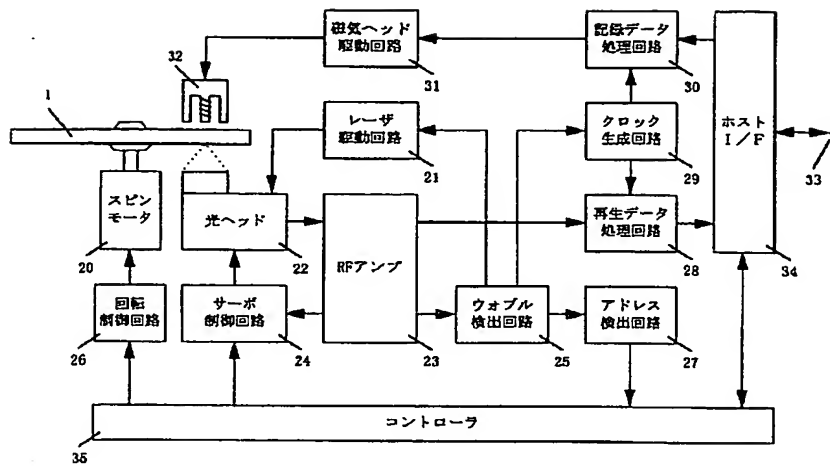 磁気ヘッド
駆動回路
31
記録データ
処理回路
30
32
1
レーザ
駆動回路
21
クロック
生成回路
29
ホスト
I/F
33
34
スピン
モータ
20
光ヘッド
22
RFアンプ
23
再生データ
処理回路
28
回転
制御回路
26
サーボ
制御回路
24
ウォブル
検出回路
25
アドレス
検出回路
27
コントローラ
35